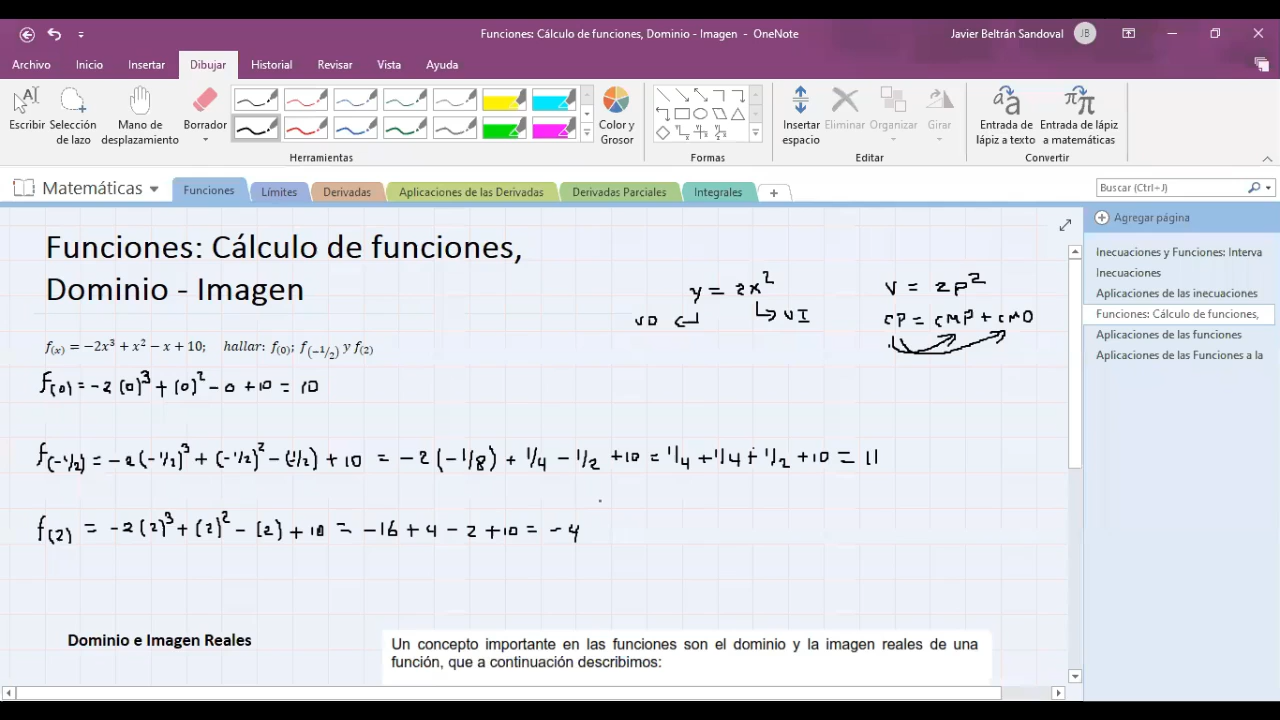 Funciones: Cálculo de funciones, Dominio - Imagen - OneNote
Javier Beltrán Sandoval JB
Archivo Inicio Insertar Dibujar Historial Revisar Vista Ayuda
Escribir Selección de lazo Mano de desplazamiento Borrador Color y Grosor Insertar espacio Eliminar Organizar Girar Entrada de lápiz a texto Entrada de lápiz a matemáticas
Herramientas Formas Editar Convertir
Matemáticas Funciones Límites Derivadas Aplicaciones de las Derivadas Derivadas Parciales Integrales
Buscar (Ctrl+J)
Agregar página
Inecuaciones y Funciones: Interva
Inecuaciones
Aplicaciones de las inecuaciones
Funciones: Cálculo de funciones,
Aplicaciones de las funciones
Aplicaciones de las Funciones a la
Funciones: Cálculo de funciones,
Dominio - Imagen
y = 2x²
VD VI
V = 2P²
CP = CMP + CMO
f(x) = −2x³ + x² − x + 10; hallar: f(0); f(−1/2) y f(2)
f(0) = -2(0)³ + (0)² - 0 + 10 = 10
f(-1/2) = -2(-1/2)³ + (-1/2)² - (-1/2) + 10 = -2(-1/8) + 1/4 - 1/2 + 10 = 1/4 + 1/4 + 1/2 + 10 = 11
f(2) = -2(2)³ + (2)² - (2) + 10 = -16 + 4 - 2 + 10 = -4
Dominio e Imagen Reales
Un concepto importante en las funciones son el dominio y la imagen reales de una
función, que a continuación describimos: